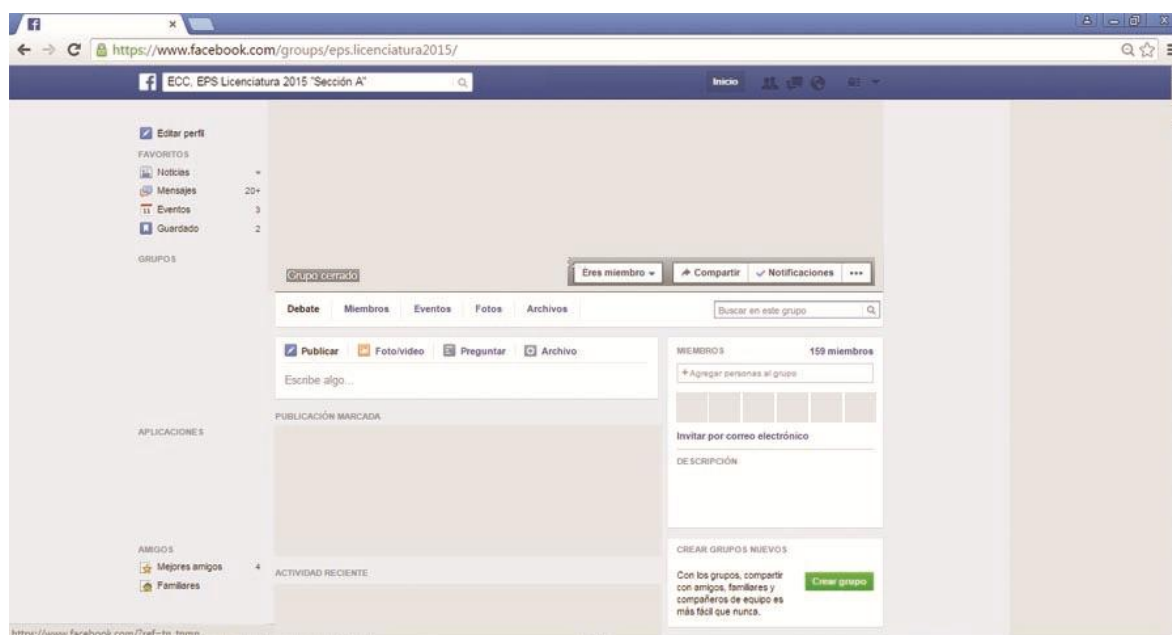 https://www.facebook.com/groups/eps.licenciatura2015/
ECC, EPS Licenciatura 2015 "Sección A"
Inicio
Editar perfil
FAVORITOS
Noticias
Mensajes 20+
Eventos 3
Guardado 2
GRUPOS
Grupo cerrado
Eres miembro
Compartir
Notificaciones
Debate Miembros Eventos Fotos Archivos
Buscar en este grupo
Publicar Foto/video Preguntar Archivo
Escribe algo...
PUBLICACIÓN MARCADA
MIEMBROS 159 miembros
+ Agregar personas al grupo
Invitar por correo electrónico
DESCRIPCIÓN
APLICACIONES
AMIGOS
Mejores amigos 4
Familiares
ACTIVIDAD RECIENTE
CREAR GRUPOS NUEVOS
Con los grupos, compartir
con amigos, familiares y
compañeros de equipo es
más fácil que nunca.
Crear grupo